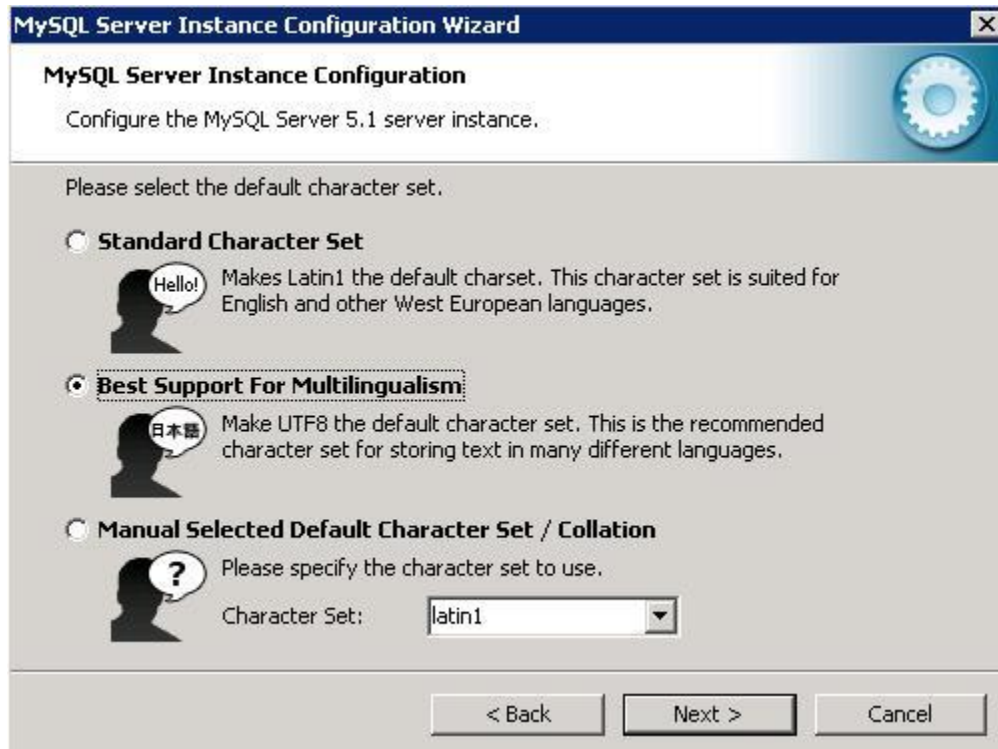 MySQL Server Instance Configuration Wizard
MySQL Server Instance Configuration
Configure the MySQL Server 5.1 server instance.
Please select the default character set.
Standard Character Set
Hello!
Makes Latin1 the default charset. This character set is suited for
English and other West European languages.
Best Support For Multilingualism
日本語
Make UTF8 the default character set. This is the recommended
character set for storing text in many different languages.
Manual Selected Default Character Set / Collation
?
Please specify the character set to use.
Character Set: latin1
< Back Next > Cancel